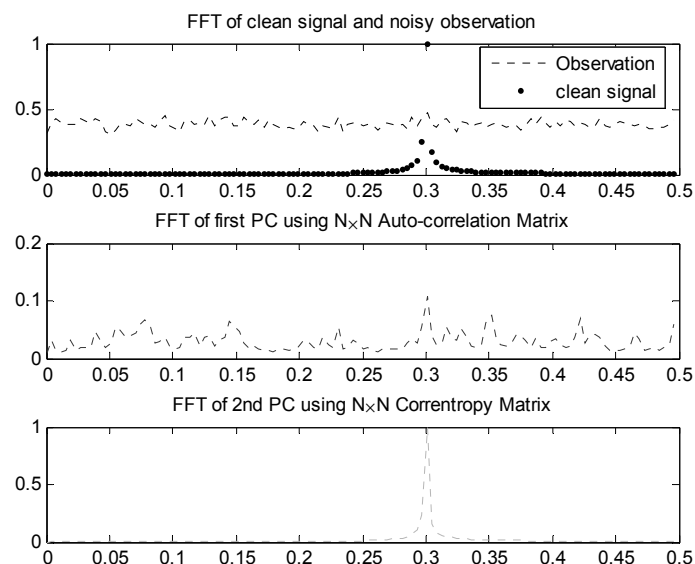 FFT of clean signal and noisy observation
1
0.5
0
Observation
clean signal
0 0.05 0.1 0.15 0.2 0.25 0.3 0.35 0.4 0.45 0.5
FFT of first PC using N×N Auto-correlation Matrix
0.2
0.1
0
0 0.05 0.1 0.15 0.2 0.25 0.3 0.35 0.4 0.45 0.5
FFT of 2nd PC using N×N Correntropy Matrix
1
0.5
0
0 0.05 0.1 0.15 0.2 0.25 0.3 0.35 0.4 0.45 0.5